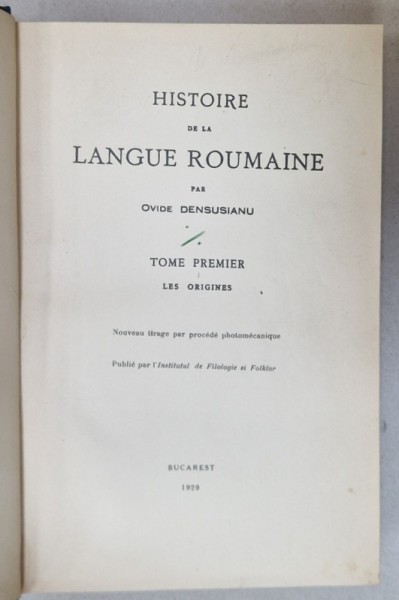 HISTOIRE
DE LA
LANGUE ROUMAINE
PAR
OVIDE DENSUSIANU
TOME PREMIER
LES ORIGINES
Nouveau tirage par procédé photomécanique
Publié par l'Institutul de Filologie si Folklor
BUCAREST
1929